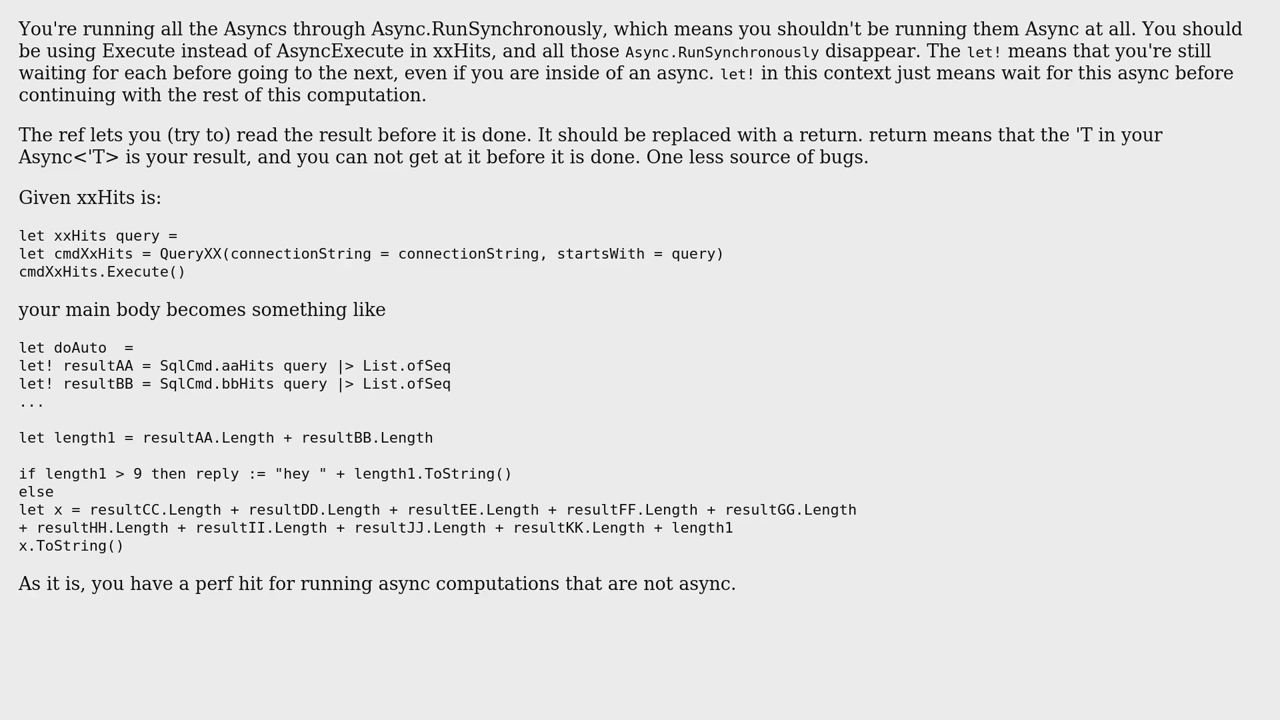 You're running all the Asyncs through Async.RunSynchronously, which means you shouldn't be running them Async at all. You should
be using Execute instead of AsyncExecute in xxHits, and all those Async.RunSynchronously disappear. The let! means that you're still
waiting for each before going to the next, even if you are inside of an async. let! in this context just means wait for this async before
continuing with the rest of this computation.
The ref lets you (try to) read the result before it is done. It should be replaced with a return. return means that the 'T in your
Async<'T> is your result, and you can not get at it before it is done. One less source of bugs.
Given xxHits is:
let xxHits query =
let cmdXxHits = QueryXX(connectionString = connectionString, startsWith = query)
cmdXxHits.Execute()
your main body becomes something like
let doAuto  =
let! resultAA = SqlCmd.aaHits query |> List.ofSeq
let! resultBB = SqlCmd.bbHits query |> List.ofSeq
...
let length1 = resultAA.Length + resultBB.Length
if length1 > 9 then reply := "hey " + length1.ToString()
else
let x = resultCC.Length + resultDD.Length + resultEE.Length + resultFF.Length + resultGG.Length
+ resultHH.Length + resultII.Length + resultJJ.Length + resultKK.Length + length1
x.ToString()
As it is, you have a perf hit for running async computations that are not async.